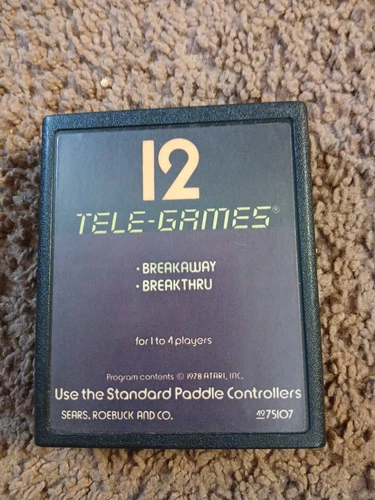 12
TELE-GAMES®
· BREAKAWAY
· BREAKTHRU
for 1 to 4 players
Program contents © 1978 ATARI, INC.
Use the Standard Paddle Controllers
SEARS, ROEBUCK AND CO. 49 75107